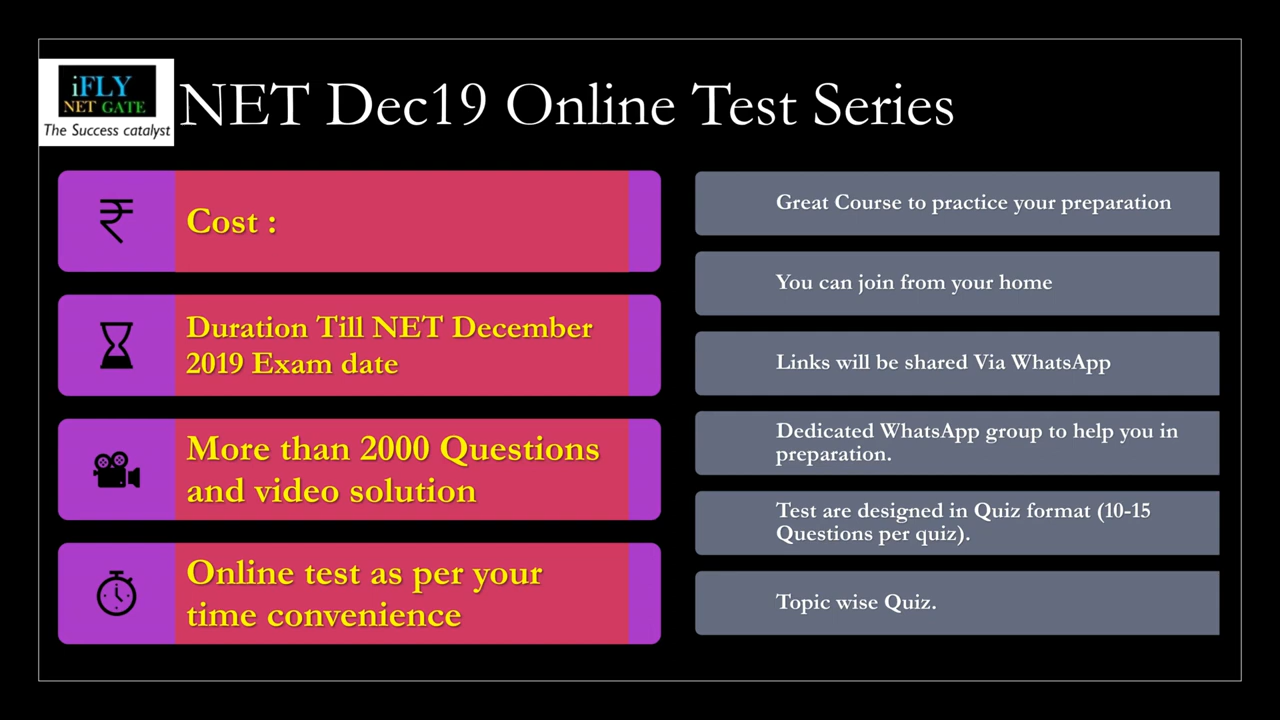 iFLY
NET GATE
The Success catalyst
NET Dec19 Online Test Series
₹
Cost :
Duration Till NET December
2019 Exam date
More than 2000 Questions
and video solution
Online test as per your
time convenience
Great Course to practice your preparation
You can join from your home
Links will be shared Via WhatsApp
Dedicated WhatsApp group to help you in
preparation.
Test are designed in Quiz format (10-15
Questions per quiz).
Topic wise Quiz.